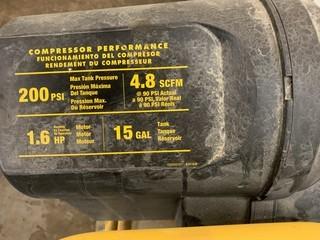 COMPRESSOR PERFORMANCE
FUNCIONAMIENTO DEL COMPRESOR
RENDEMENT DU COMPRESSEUR
200 PSI
Max Tank Pressure
Presión Máxima
Del Tanque
Pression Max.
Du Réservoir
4.8 SCFM
@ 90 PSI Actual
a 90 PSI, Valor Real
à 90 PSI Réels
1.6 HP
Running
Motor
Motor
Moteur
15 GAL
Tank
Tanque
Réservoir